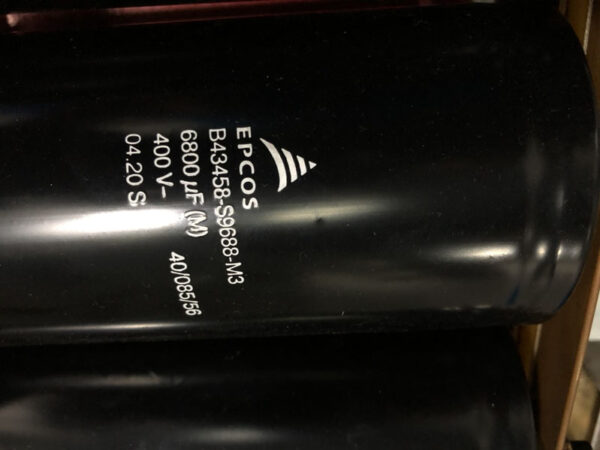 EPCOS
B43458-S9688-M3
6800 µF (M)
400 V– 40/085/56
04.20 S